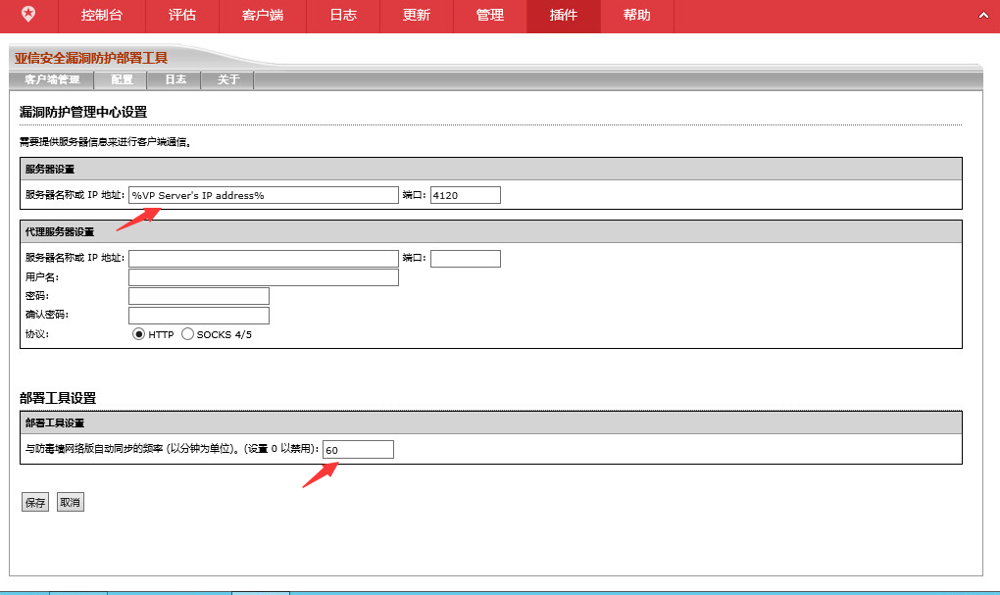 控制台 评估 客户端 日志 更新 管理 插件 帮助
亚信安全漏洞防护部署工具
客户端管理 配置 日志 关于
漏洞防护管理中心设置
需要提供服务器信息来进行客户端通信。
服务器设置
服务器名称或 IP 地址: %VP Server's IP address% 端口: 4120
代理服务器设置
服务器名称或 IP 地址: 端口:
用户名:
密码:
确认密码:
协议: HTTP SOCKS 4/5
部署工具设置
部署工具设置
与防毒墙网络版自动同步的频率 (以分钟为单位)。(设置 0 以禁用): 60
保存 取消